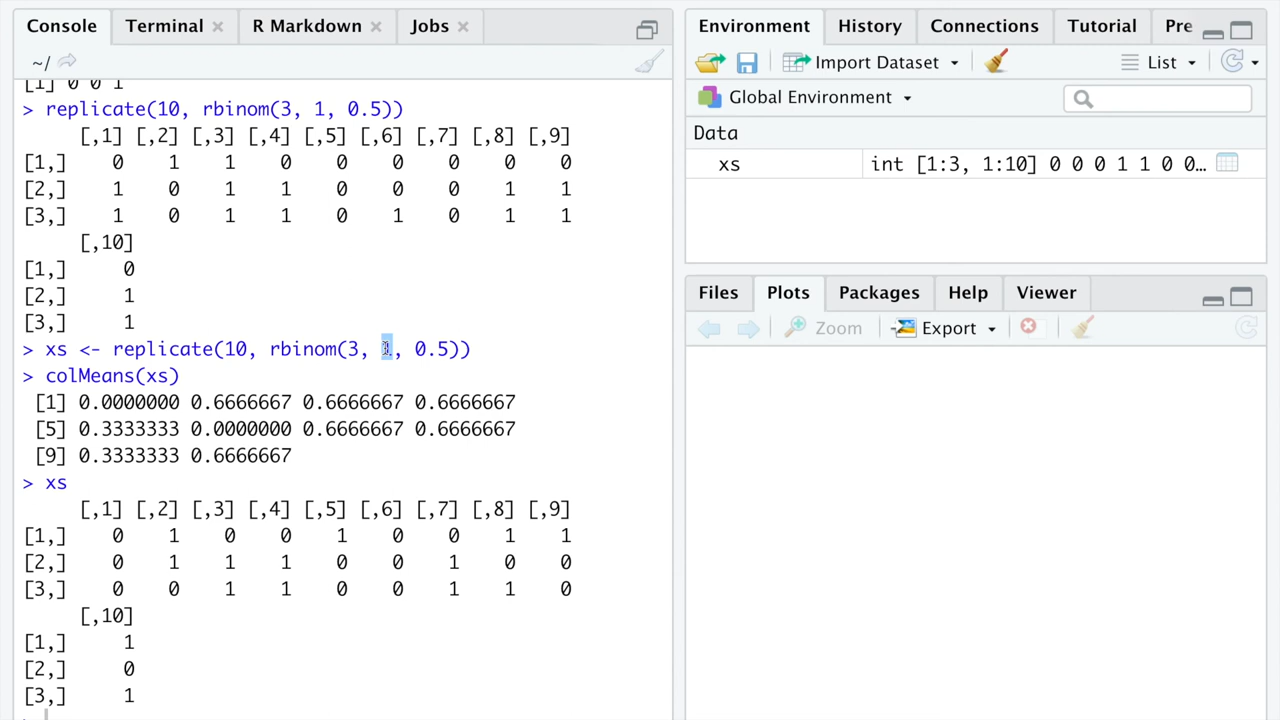 Console Terminal × R Markdown × Jobs ×
~/
[1] 0 0 1
> replicate(10, rbinom(3, 1, 0.5))
[,1] [,2] [,3] [,4] [,5] [,6] [,7] [,8] [,9]
[1,] 0 1 1 0 0 0 0 0 0
[2,] 1 0 1 1 0 0 0 1 1
[3,] 1 0 1 1 0 1 0 1 1
[,10]
[1,] 0
[2,] 1
[3,] 1
> xs <- replicate(10, rbinom(3, 1, 0.5))
> colMeans(xs)
[1] 0.0000000 0.6666667 0.6666667 0.6666667
[5] 0.3333333 0.0000000 0.6666667 0.6666667
[9] 0.3333333 0.6666667
> xs
[,1] [,2] [,3] [,4] [,5] [,6] [,7] [,8] [,9]
[1,] 0 1 0 0 1 0 0 1 1
[2,] 0 1 1 1 0 0 1 0 0
[3,] 0 0 1 1 0 0 1 1 0
[,10]
[1,] 1
[2,] 0
[3,] 1
>
Environment History Connections Tutorial Pre
Import Dataset List
Global Environment
Data
xs int [1:3, 1:10] 0 0 0 1 1 0 0…
Files Plots Packages Help Viewer
Zoom Export